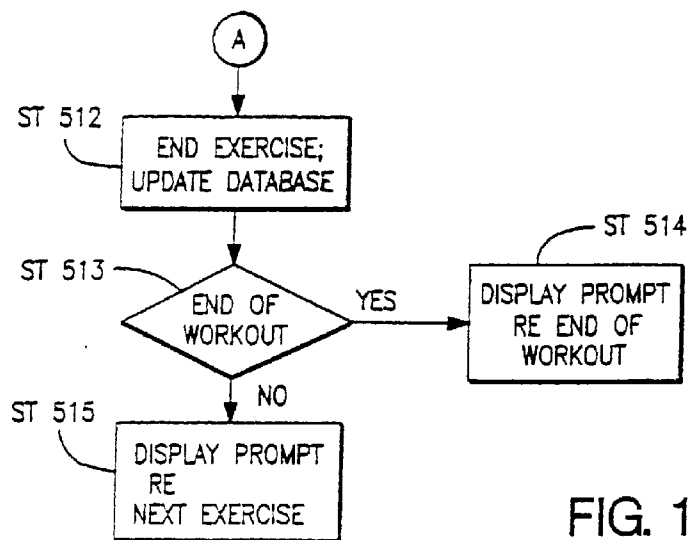 A
ST 512
END EXERCISE;
UPDATE DATABASE
ST 513
END OF
WORKOUT
YES
ST 514
DISPLAY PROMPT
RE END OF
WORKOUT
NO
ST 515
DISPLAY PROMPT
RE
NEXT EXERCISE
FIG. 1